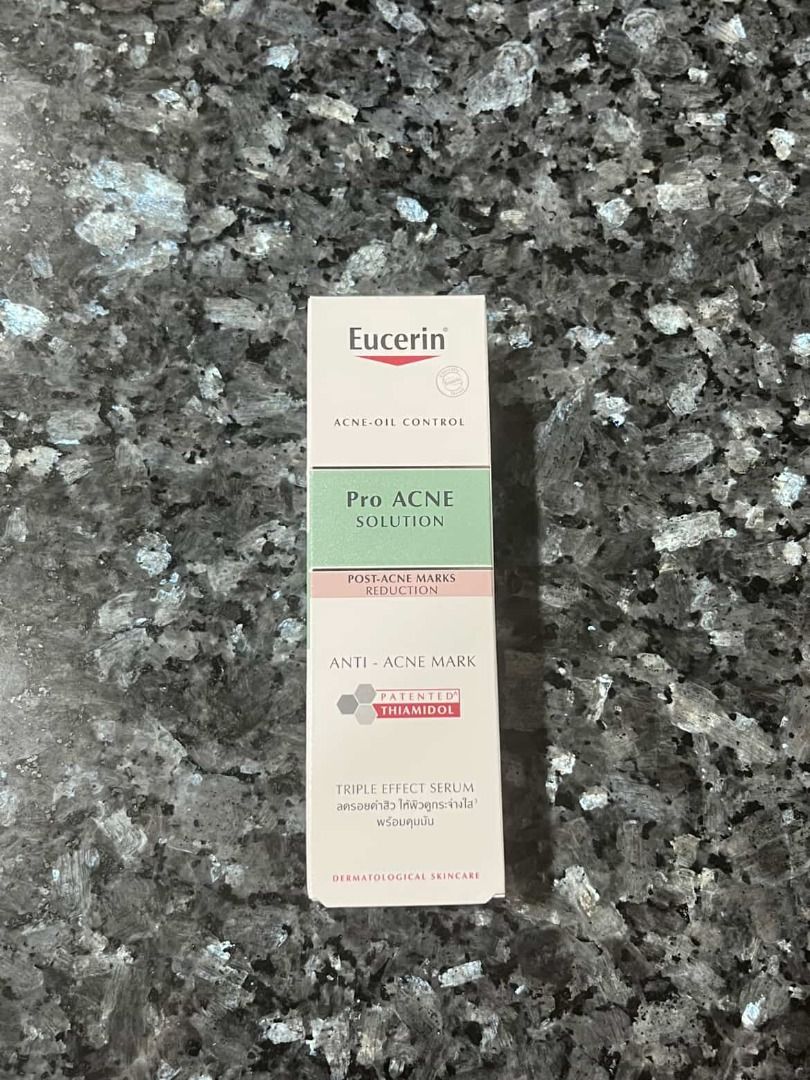 Eucerin®
ACNE-OIL CONTROL
Pro ACNE
SOLUTION
POST-ACNE MARKS
REDUCTION
ANTI - ACNE MARK
PATENTED^
THIAMIDOL
TRIPLE EFFECT SERUM
ลดรอยดำสิว ให้ผิวดูกระจ่างใส¹
พร้อมคุมมัน
DERMATOLOGICAL SKINCARE